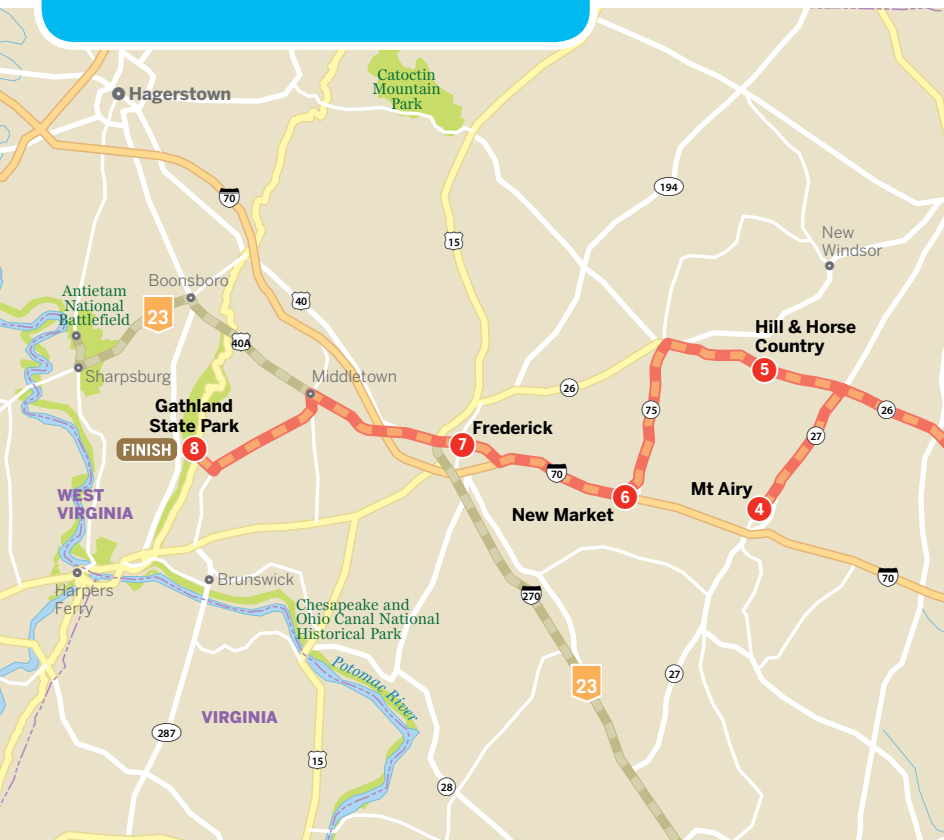 Catoctin
Mountain
Park
Hagerstown
70
194
15
New
Windsor
Boonsboro
Antietam
National
Battlefield
23
40
40A
Hill & Horse
Country
5
Sharpsburg
Middletown
26
75
26
Gathland
State Park
FINISH
8
Frederick
7
27
70
Mt Airy
4
6
New Market
WEST
VIRGINIA
70
Harpers
Ferry
Brunswick
270
Chesapeake and
Ohio Canal National
Historical Park
Potomac River
23
27
VIRGINIA
287
15
28